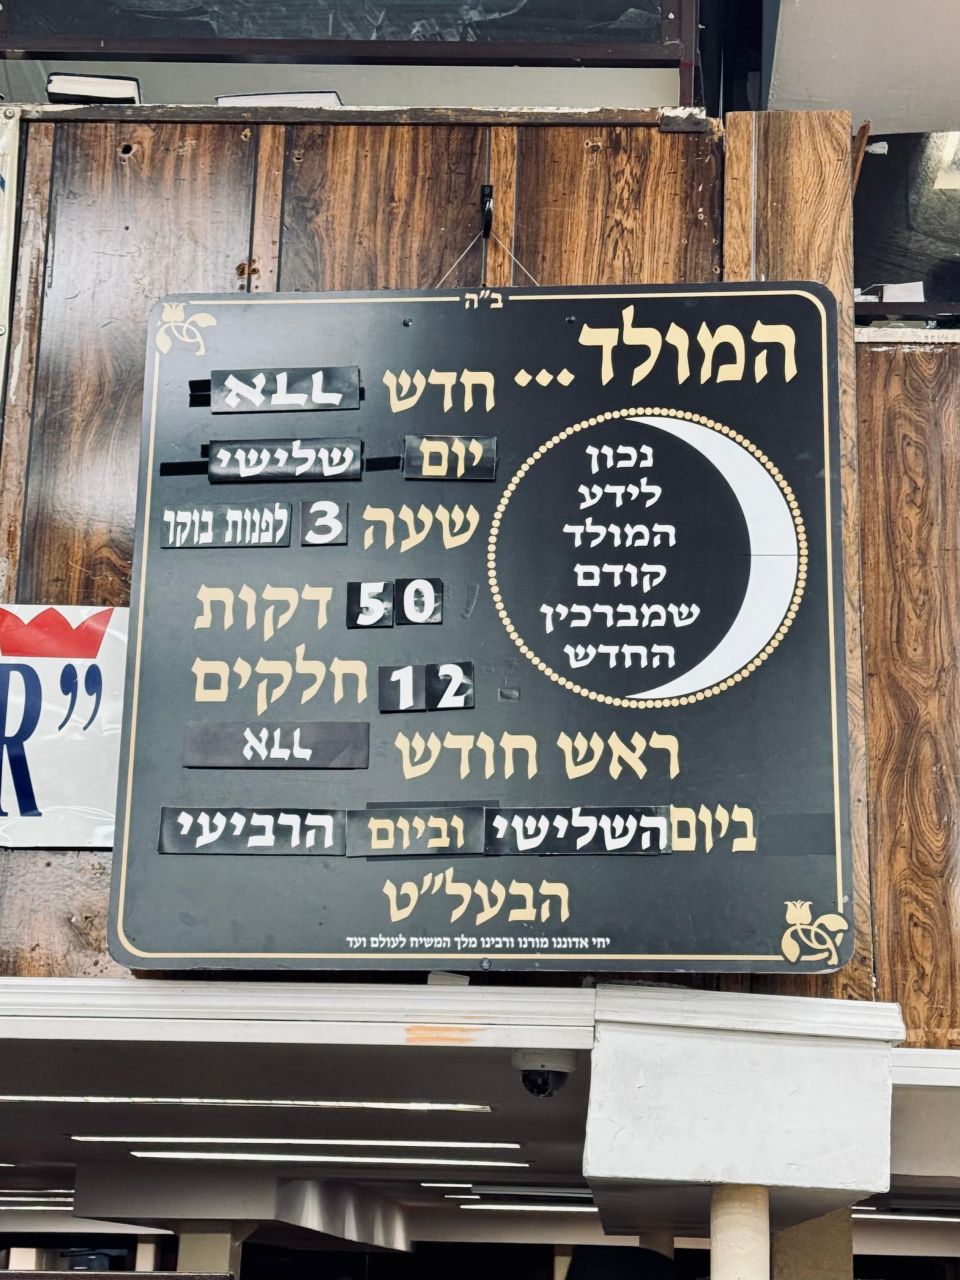 ב"ה
המולד...
חדש אדר
יום שלישי
שעה 3 לפנות בוקר
50 דקות
12 חלקים
נכון
לידע
המולד
קודם
שמברכין
החדש
ראש חודש אדר
ביום השלישי וביום הרביעי
הבעל"ט
יחי אדוננו מורנו ורבינו מלך המשיח לעולם ועד
R”